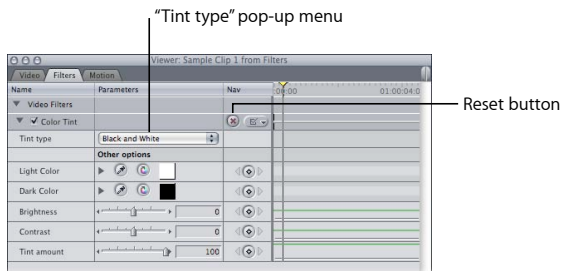 “Tint type” pop-up menu
Viewer: Sample Clip 1 from Filters
Video Filters Motion
Name Parameters Nav 00:00 01:00:04:0
Reset button
Video Filters
Color Tint
Tint type Black and White
Other options
Light Color
Dark Color
Brightness 0
Contrast 0
Tint amount 100